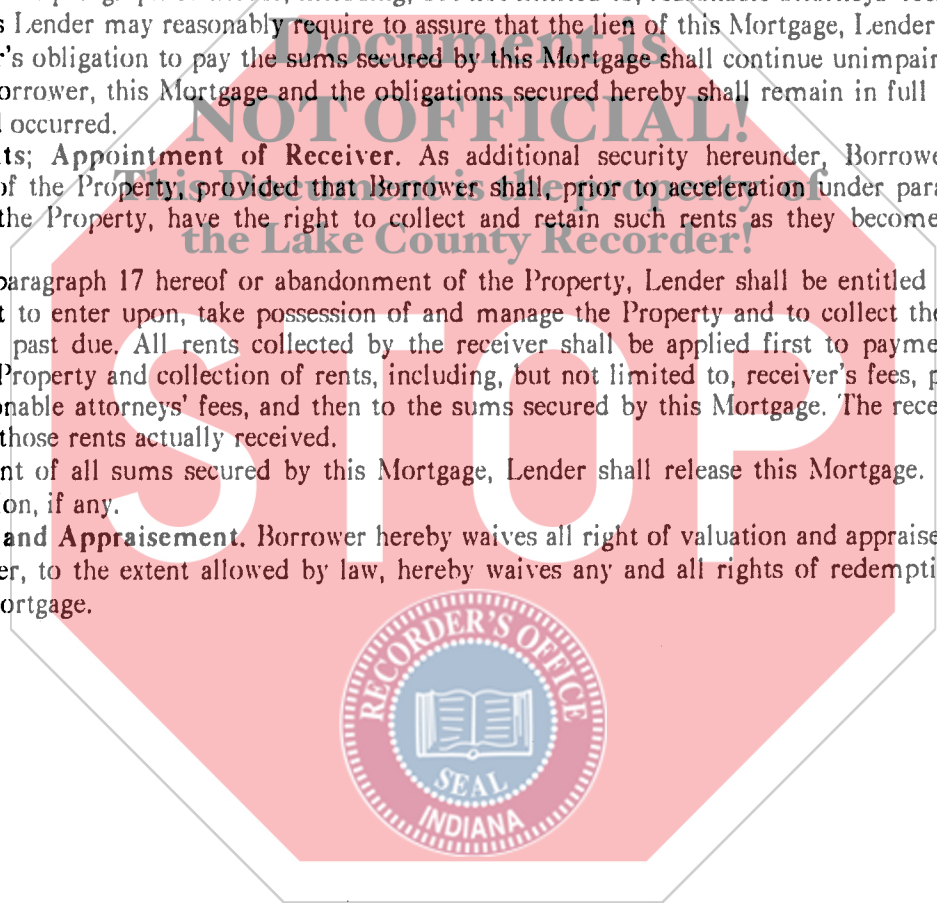 Lender may reasonably require to assure that the lien of this Mortgage, Lender
Document is
r's obligation to pay the sums secured by this Mortgage shall continue unimpair
orrower, this Mortgage and the obligations secured hereby shall remain in full
NOT OFFICIAL!
occurred.
ts; Appointment of Receiver. As additional security hereunder, Borrowe
This Document is the property of
of the Property, provided that Borrower shall, prior to acceleration under para
the Property, have the right to collect and retain such rents as they become
the Lake County Recorder!
paragraph 17 hereof or abandonment of the Property, Lender shall be entitled
t to enter upon, take possession of and manage the Property and to collect the
past due. All rents collected by the receiver shall be applied first to payme
Property and collection of rents, including, but not limited to, receiver's fees, p
onable attorneys' fees, and then to the sums secured by this Mortgage. The rece
those rents actually received.
STOP
nt of all sums secured by this Mortgage, Lender shall release this Mortgage.
on, if any.
and Appraisement. Borrower hereby waives all right of valuation and appraise
er, to the extent allowed by law, hereby waives any and all rights of redempti
ortgage.
RECORDER'S OFFICE
SEAL
INDIANA